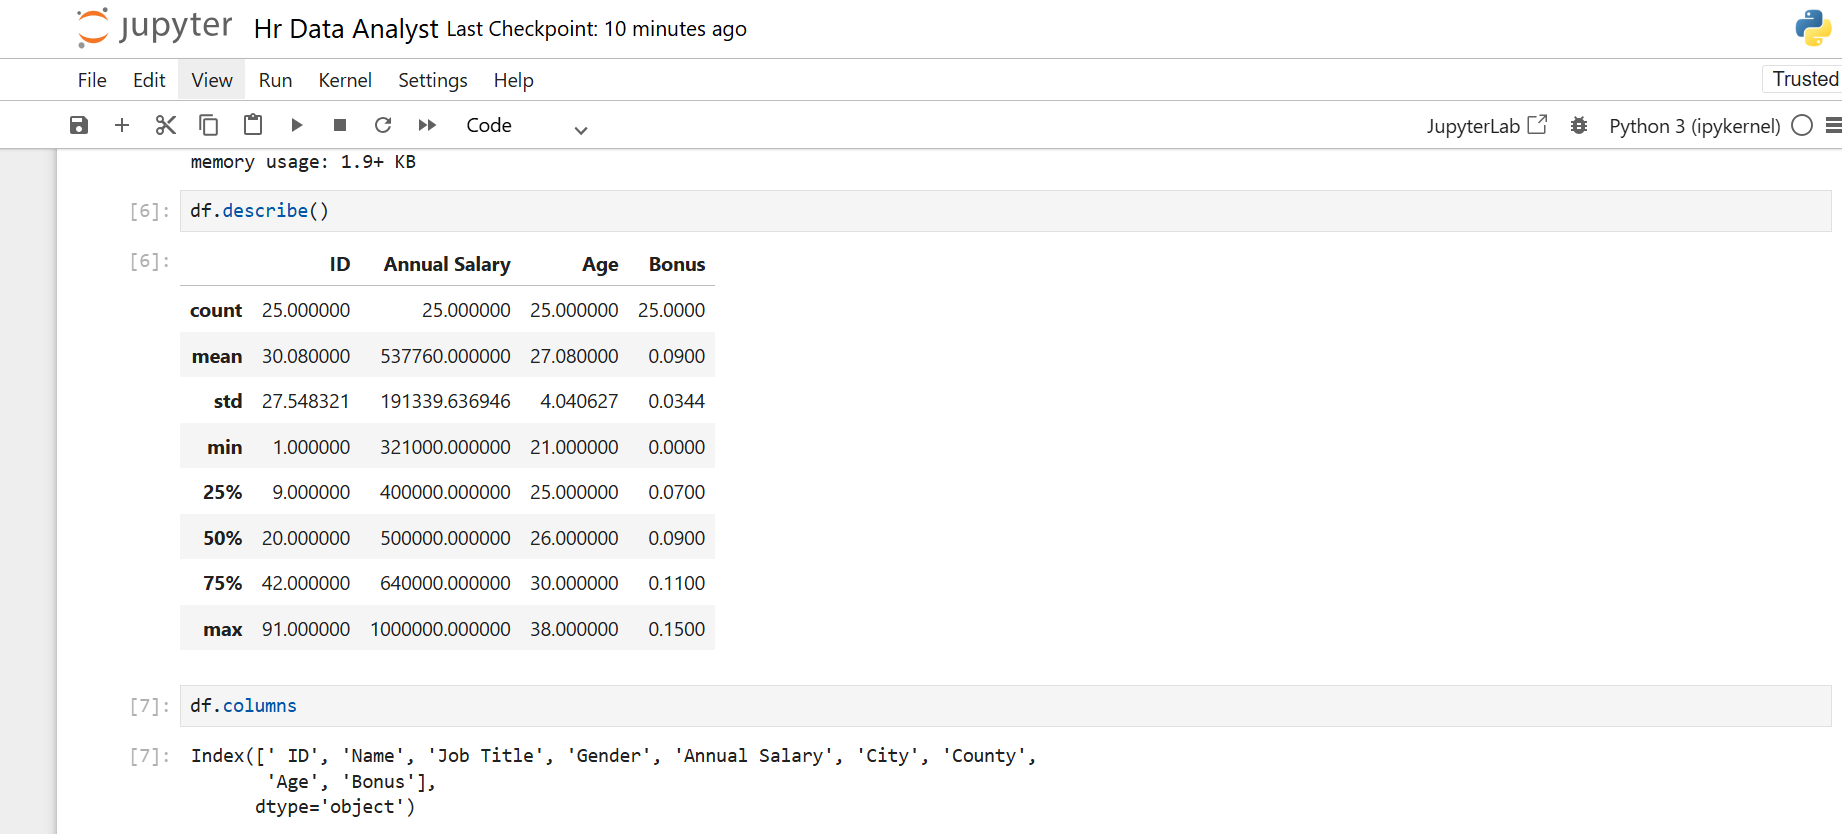 jupyter Hr Data Analyst Last Checkpoint: 10 minutes ago
File Edit View Run Kernel Settings Help Trusted
Code JupyterLab Python 3 (ipykernel)
memory usage: 1.9+ KB
[6]: df.describe()
[6]: ID Annual Salary Age Bonus
count 25.000000 25.000000 25.000000 25.0000
mean 30.080000 537760.000000 27.080000 0.0900
std 27.548321 191339.636946 4.040627 0.0344
min 1.000000 321000.000000 21.000000 0.0000
25% 9.000000 400000.000000 25.000000 0.0700
50% 20.000000 500000.000000 26.000000 0.0900
75% 42.000000 640000.000000 30.000000 0.1100
max 91.000000 1000000.000000 38.000000 0.1500
[7]: df.columns
[7]: Index([' ID', 'Name', 'Job Title', 'Gender', 'Annual Salary', 'City', 'County',
'Age', 'Bonus'],
dtype='object')